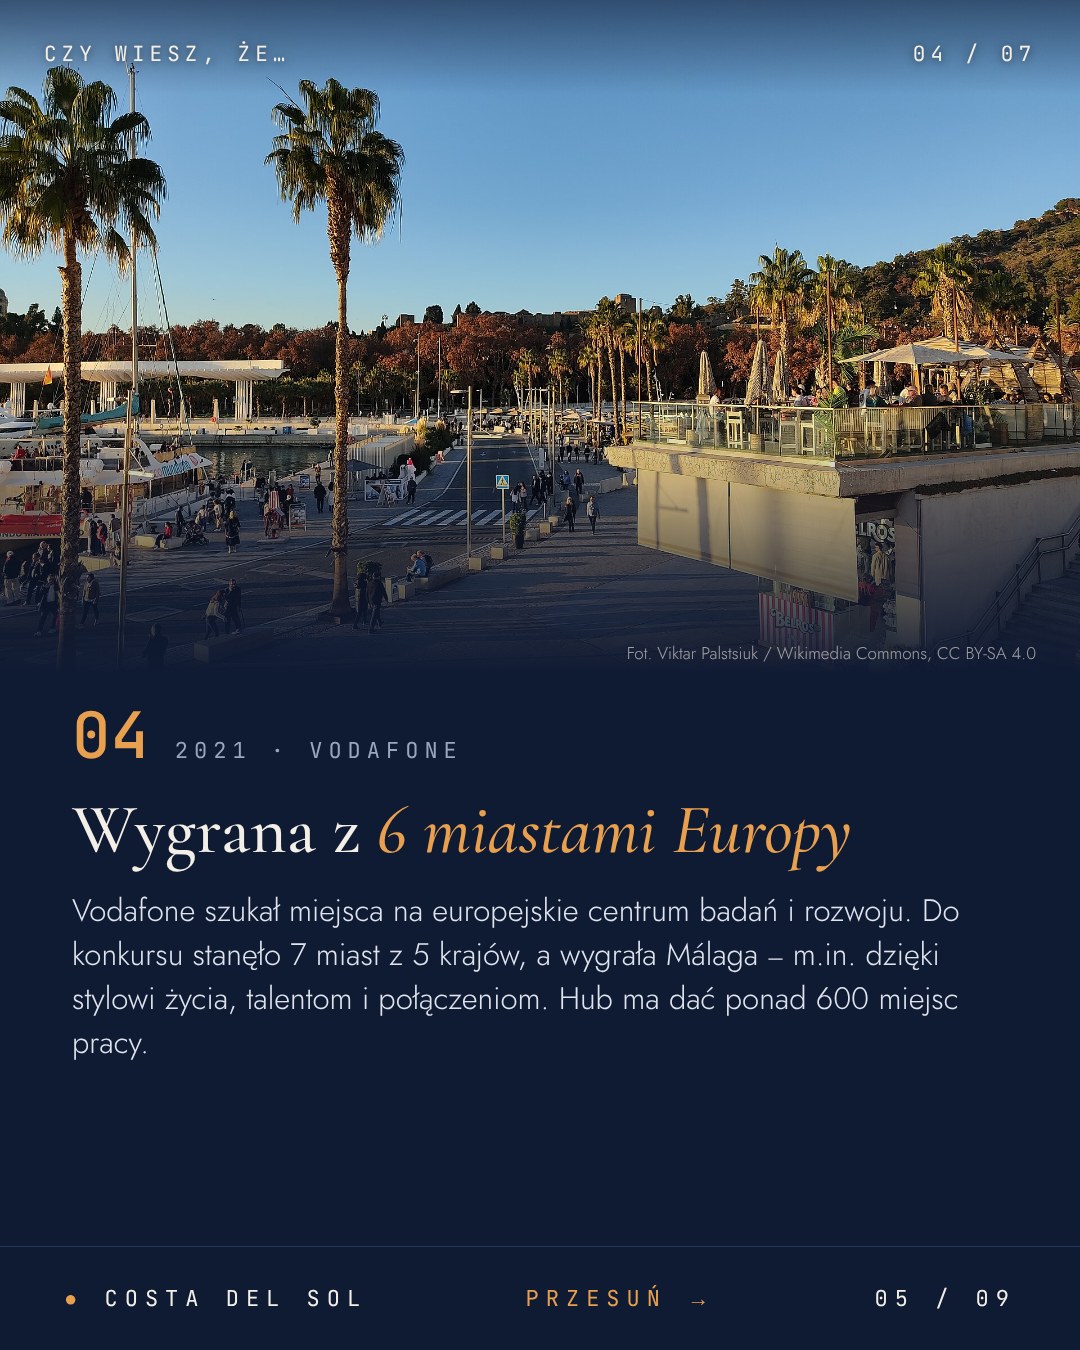 CZY WIESZ, ŻE…
04 / 07
BELROS
Belros
Fot. Viktar Palstsiuk / Wikimedia Commons, CC BY-SA 4.0
04 2021 · VODAFONE
Wygrana z 6 miastami Europy
Vodafone szukał miejsca na europejskie centrum badań i rozwoju. Do
konkursu stanęło 7 miast z 5 krajów, a wygrała Málaga – m.in. dzięki
stylowi życia, talentom i połączeniom. Hub ma dać ponad 600 miejsc
pracy.
• COSTA DEL SOL
PRZESUŃ →
05 / 09